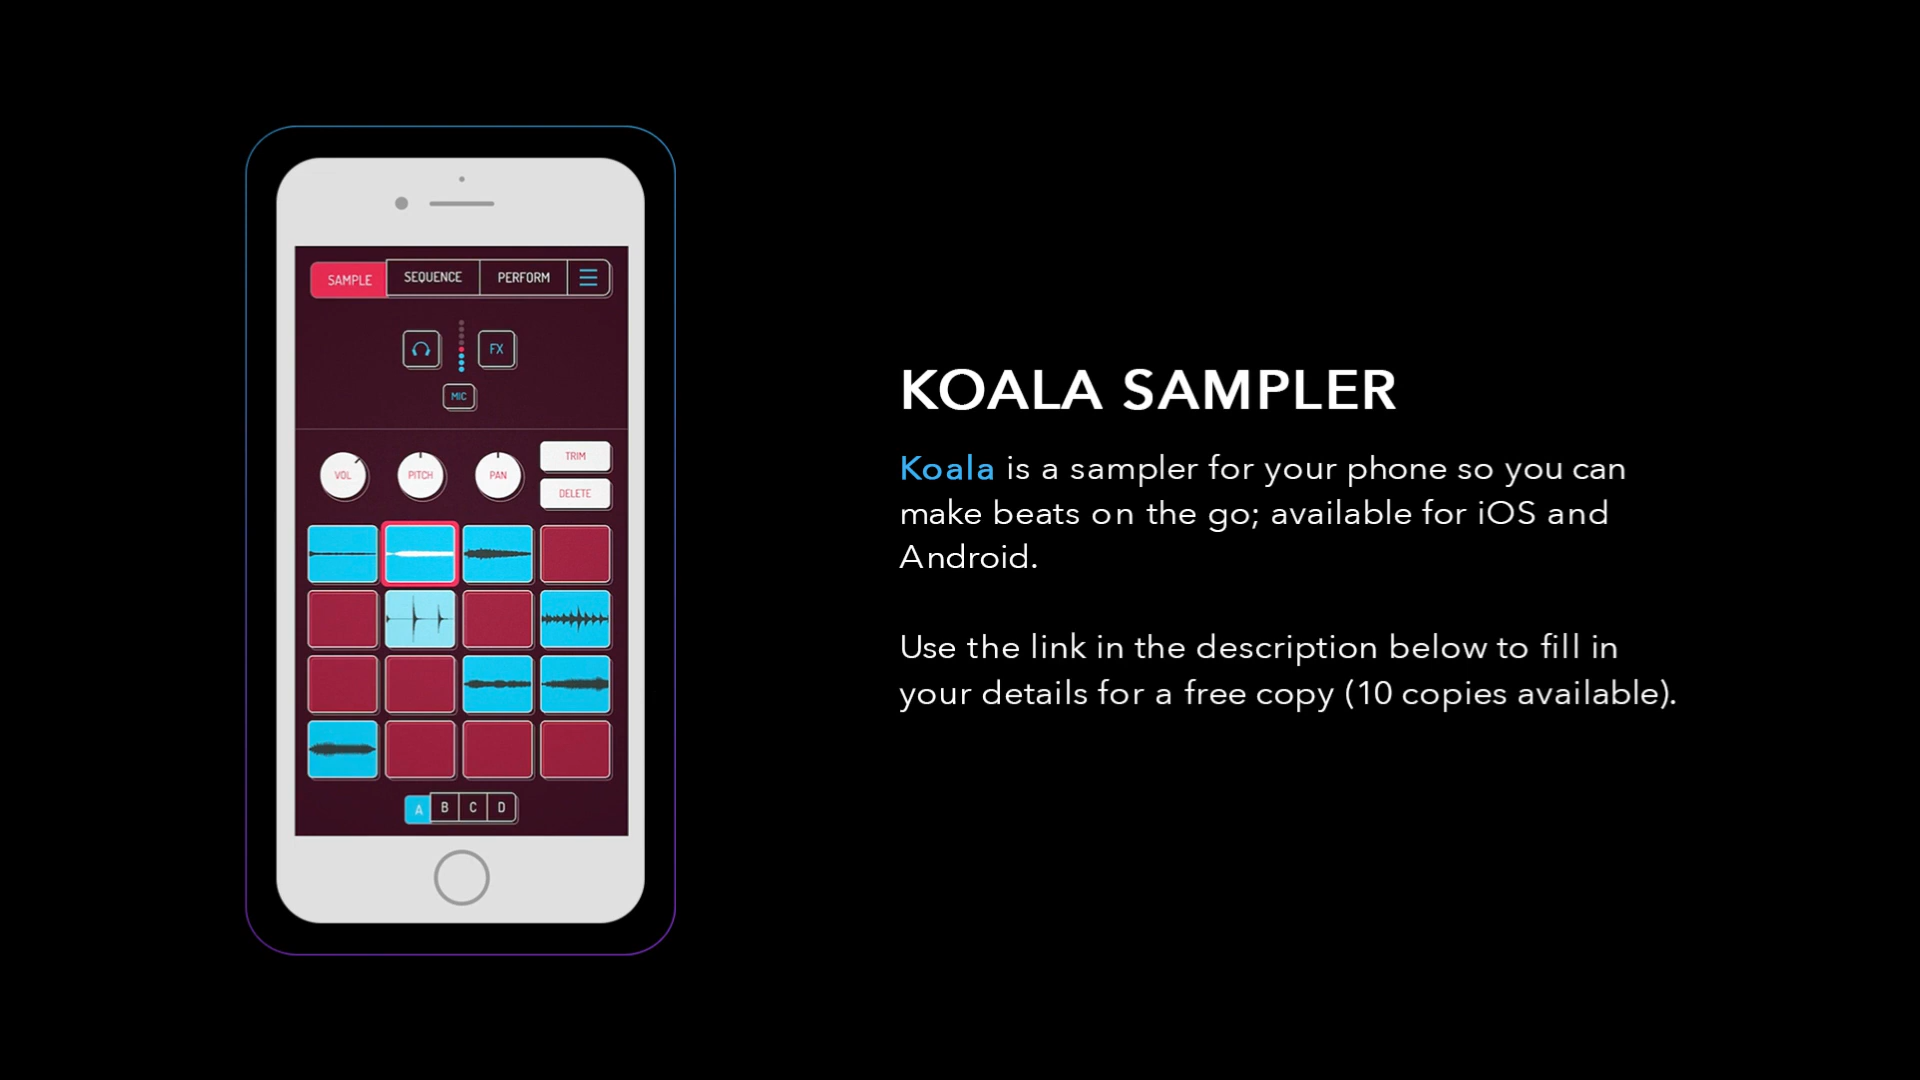 SAMPLE SEQUENCE PERFORM
FX
MIC
VOL PITCH PAN TRIM
DELETE
A B C D
KOALA SAMPLER
Koala is a sampler for your phone so you can
make beats on the go; available for iOS and
Android.
Use the link in the description below to fill in
your details for a free copy (10 copies available).